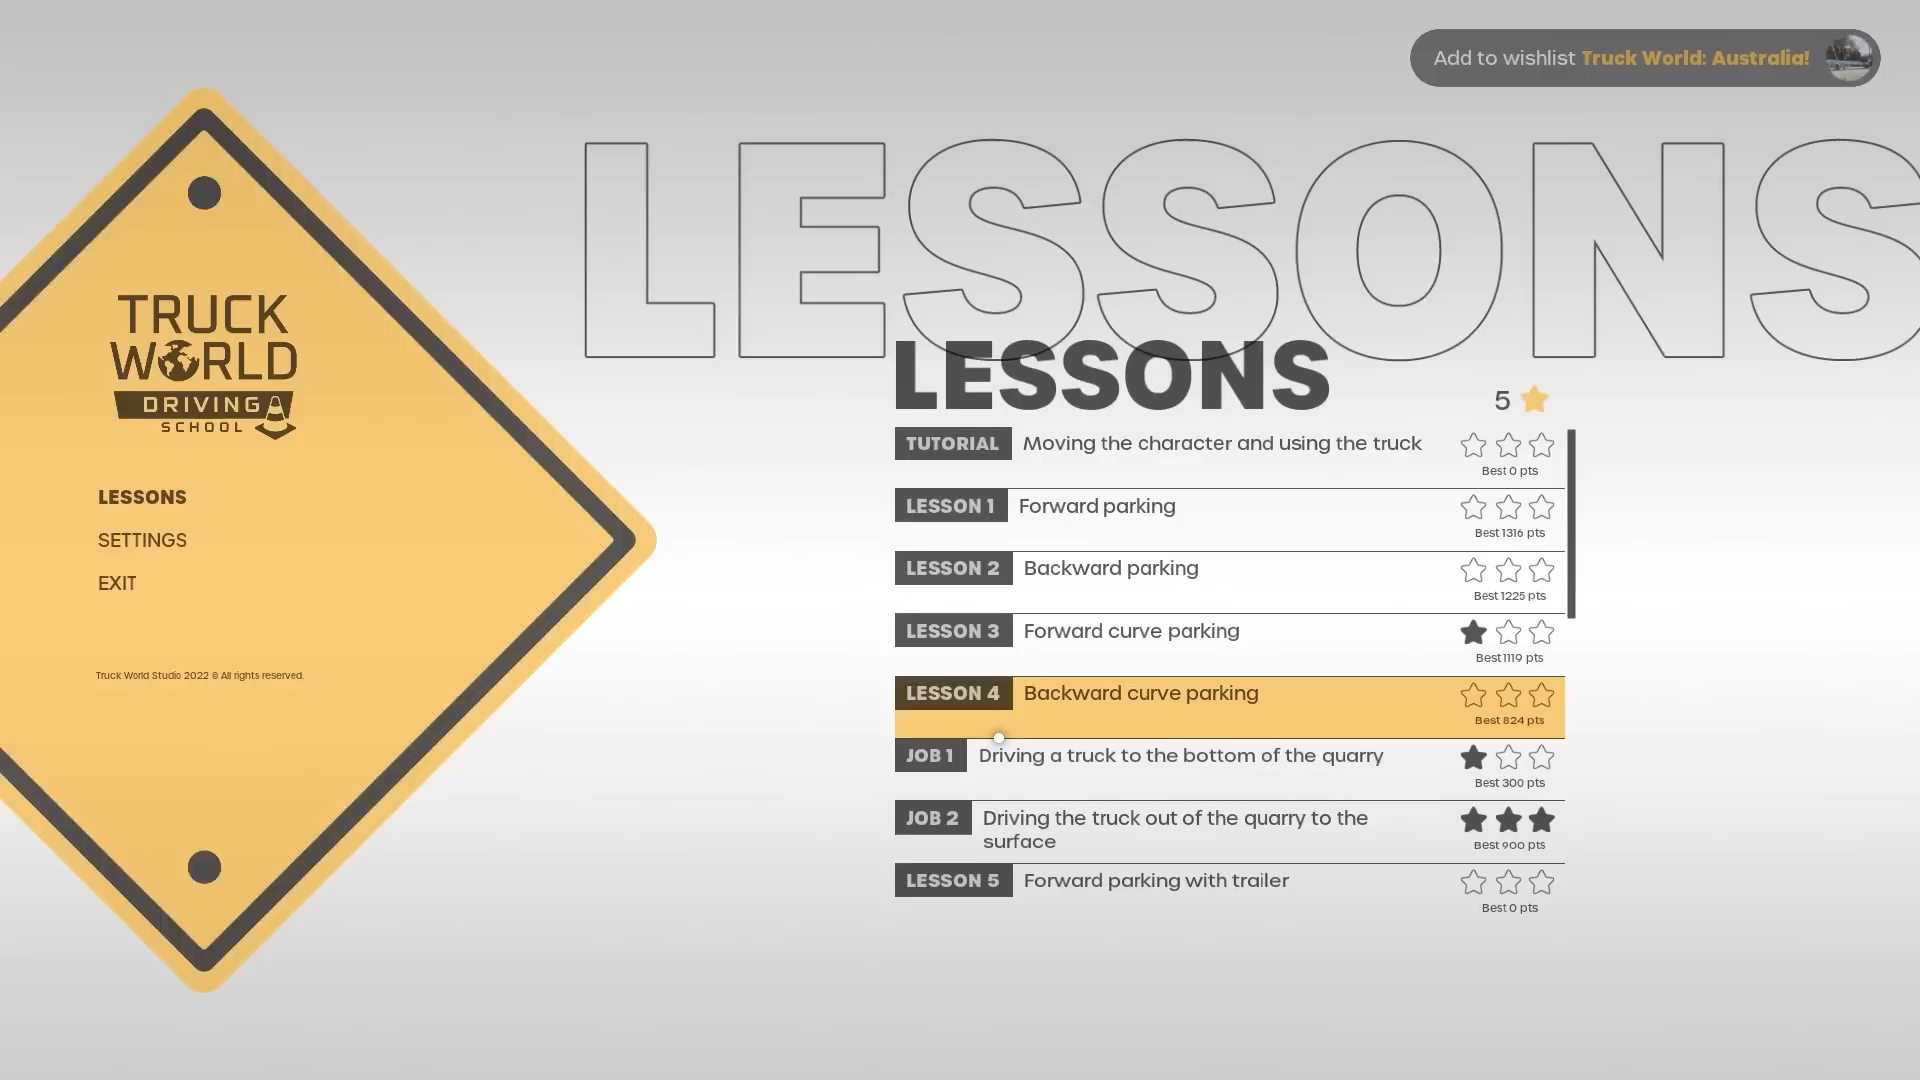 Add to wishlist Truck World: Australia!
LESSONS
TRUCK
WORLD
DRIVING
SCHOOL
LESSONS
SETTINGS
EXIT
Truck World Studio 2022 © All rights reserved.
LESSONS
5
TUTORIAL Moving the character and using the truck
Best 0 pts
LESSON 1 Forward parking
Best 1316 pts
LESSON 2 Backward parking
Best 1225 pts
LESSON 3 Forward curve parking
Best 1119 pts
LESSON 4 Backward curve parking
Best 824 pts
JOB 1 Driving a truck to the bottom of the quarry
Best 300 pts
JOB 2 Driving the truck out of the quarry to the
surface
Best 900 pts
LESSON 5 Forward parking with trailer
Best 0 pts